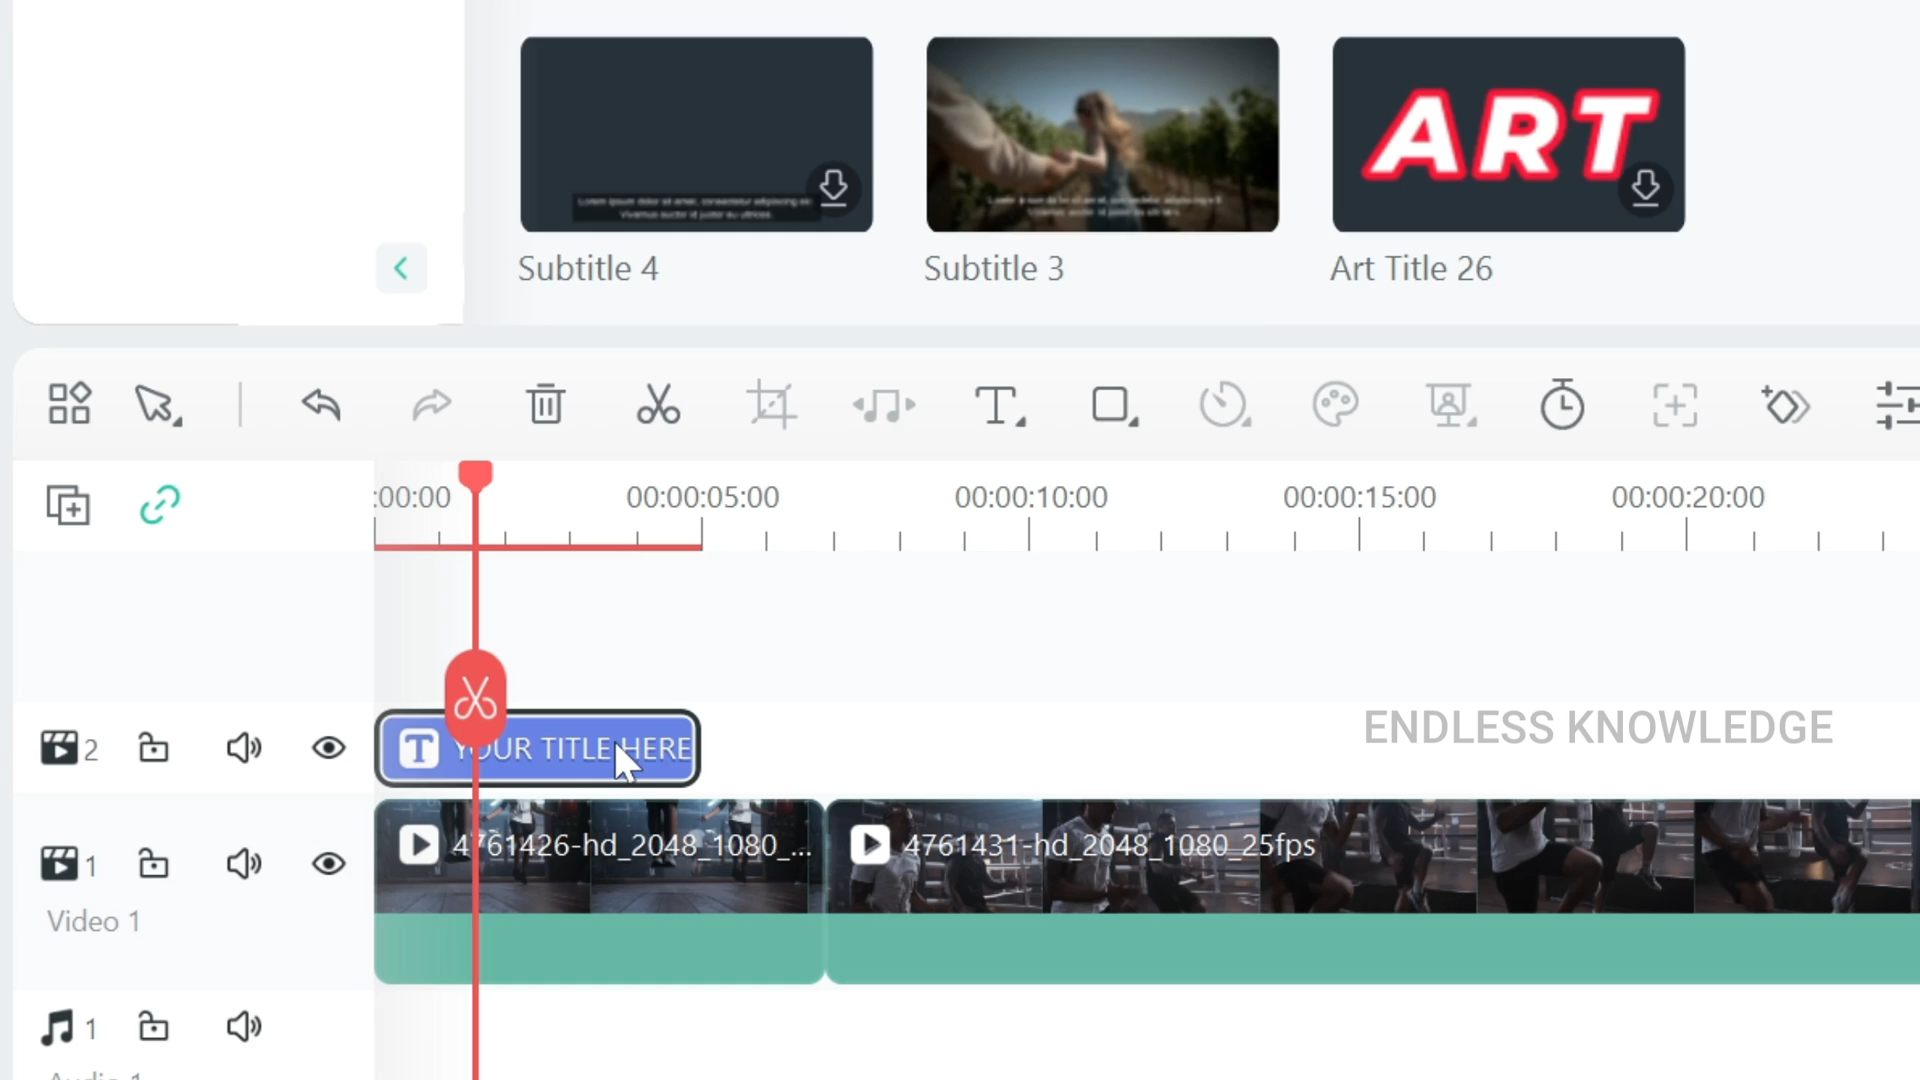 ART
Subtitle 4
Subtitle 3
Art Title 26
:00:00
00:00:05:00
00:00:10:00
00:00:15:00
00:00:20:00
2
T YOUR TITLE HERE
ENDLESS KNOWLEDGE
1
4761426-hd_2048_1080_...
4761431-hd_2048_1080_25fps
Video 1
1
Audio 1